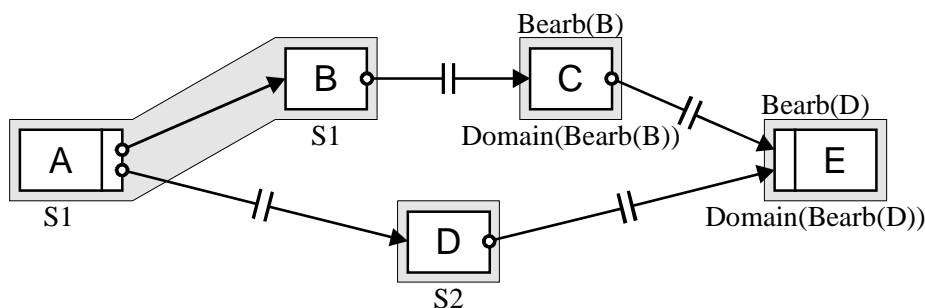 Bearb(B)
B
C
S1
Domain(Bearb(B))
Bearb(D)
A
E
S1
Domain(Bearb(D))
D
S2